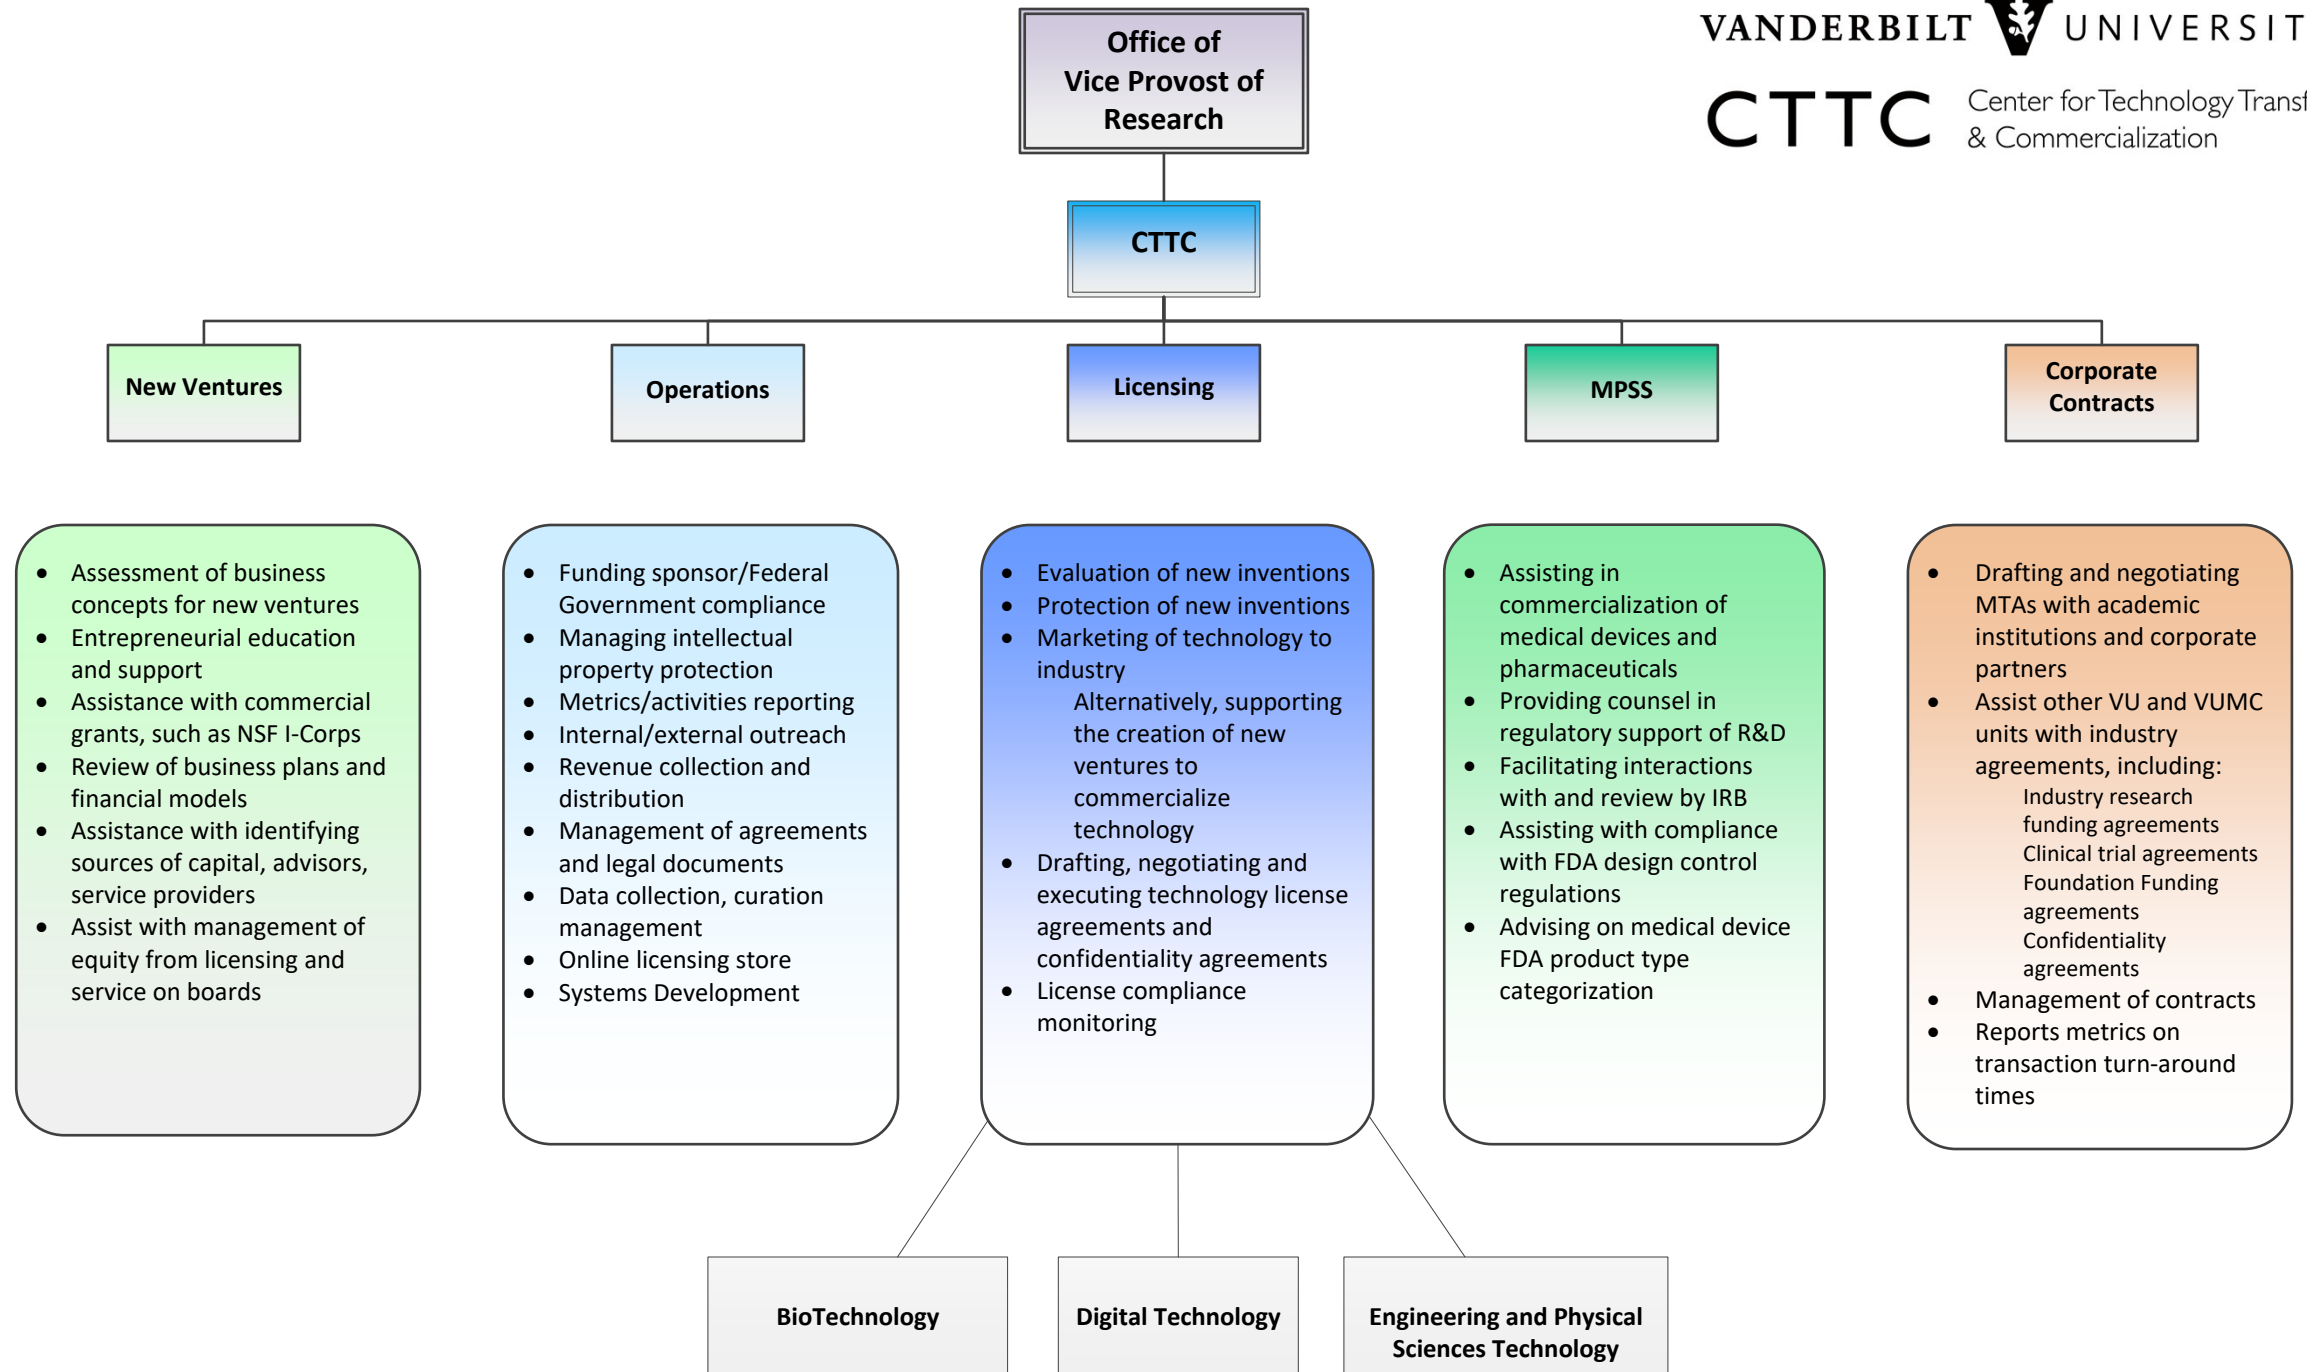 VANDERBILT UNIVERSIT
CTTC
Center for Technology Transf
& Commercialization
Office of
Vice Provost of
Research
CTTC
New Ventures
Operations
Licensing
MPSS
Corporate
Contracts
• Assessment of business
concepts for new ventures
• Entrepreneurial education
and support
• Assistance with commercial
grants, such as NSF I-Corps
• Review of business plans and
financial models
• Assistance with identifying
sources of capital, advisors,
service providers
• Assist with management of
equity from licensing and
service on boards
• Funding sponsor/Federal
Government compliance
• Managing intellectual
property protection
• Metrics/activities reporting
• Internal/external outreach
• Revenue collection and
distribution
• Management of agreements
and legal documents
• Data collection, curation
management
• Online licensing store
• Systems Development
• Evaluation of new inventions
• Protection of new inventions
• Marketing of technology to
industry
Alternatively, supporting
the creation of new
ventures to
commercialize
technology
• Drafting, negotiating and
executing technology license
agreements and
confidentiality agreements
• License compliance
monitoring
• Assisting in
commercialization of
medical devices and
pharmaceuticals
• Providing counsel in
regulatory support of R&D
• Facilitating interactions
with and review by IRB
• Assisting with compliance
with FDA design control
regulations
• Advising on medical device
FDA product type
categorization
• Drafting and negotiating
MTAs with academic
institutions and corporate
partners
• Assist other VU and VUMC
units with industry
agreements, including:
Industry research
funding agreements
Clinical trial agreements
Foundation Funding
agreements
Confidentiality
agreements
• Management of contracts
• Reports metrics on
transaction turn-around
times
BioTechnology
Digital Technology
Engineering and Physical
Sciences Technology